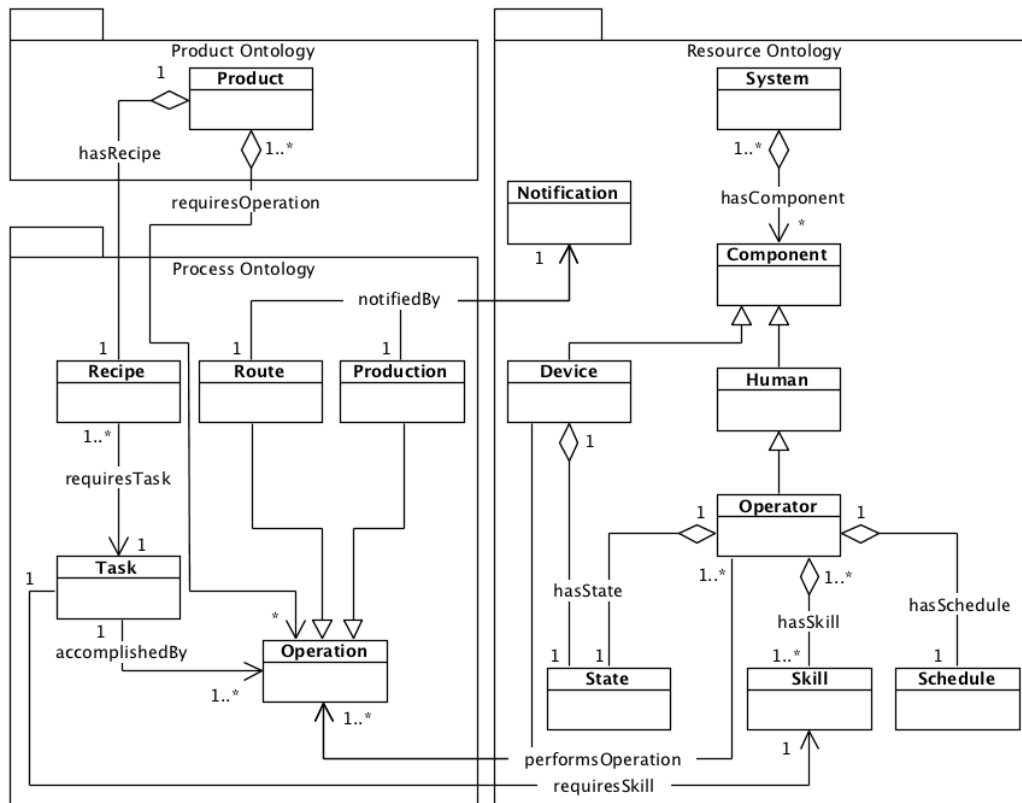 Product Ontology
Resource Ontology
1
Product
System
hasRecipe
1..*
1..*
requiresOperation
Notification
hasComponent
*
1
Component
Process Ontology
notifiedBy
1
1
1
Recipe
Route
Production
Device
Human
1..*
1
requiresTask
1
Operator
1
1
Task
1
1..*
1..*
hasState
hasSchedule
*
hasSkill
1
accomplishedBy
Operation
1
1
1..*
1
1..*
1..*
State
Skill
Schedule
1
performsOperation
requiresSkill